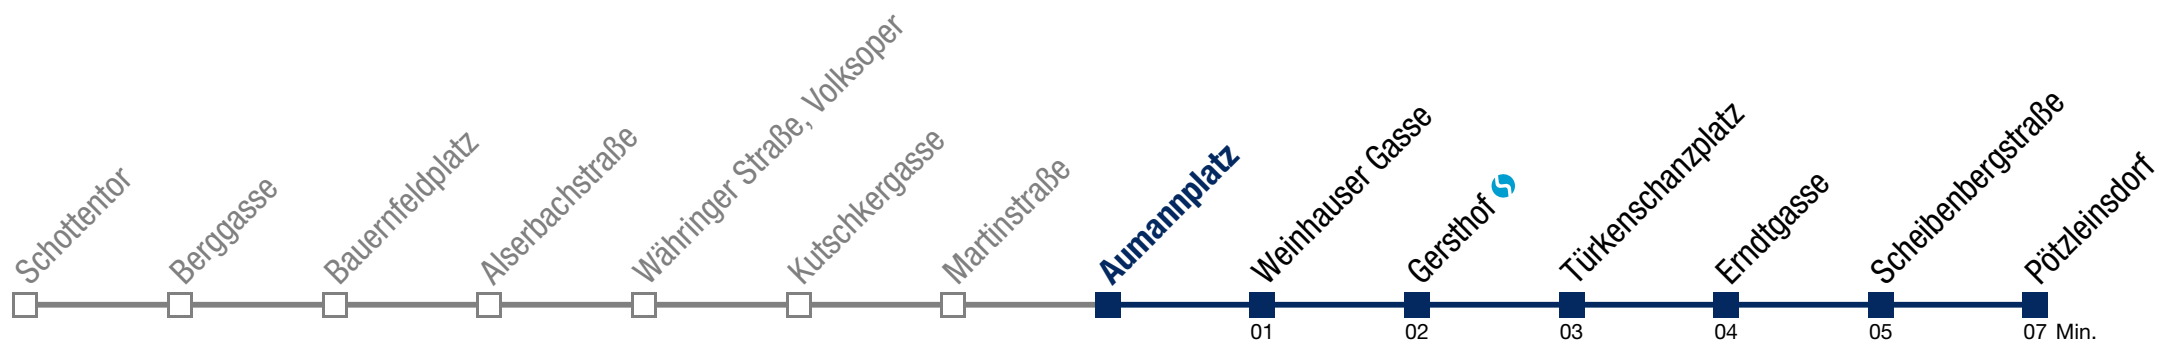 Schottentor
Berggasse
Bauernfeldplatz
Alserbachstraße
Währinger Straße, Volksoper
Kutschkergasse
Martinstraße
Aumannplatz
Weinhauser Gasse
Gersthof
Türkenschanzplatz
Erndtgasse
Scheibenbergstraße
Pötzleinsdorf
01 02 03 04 05 07 Min.